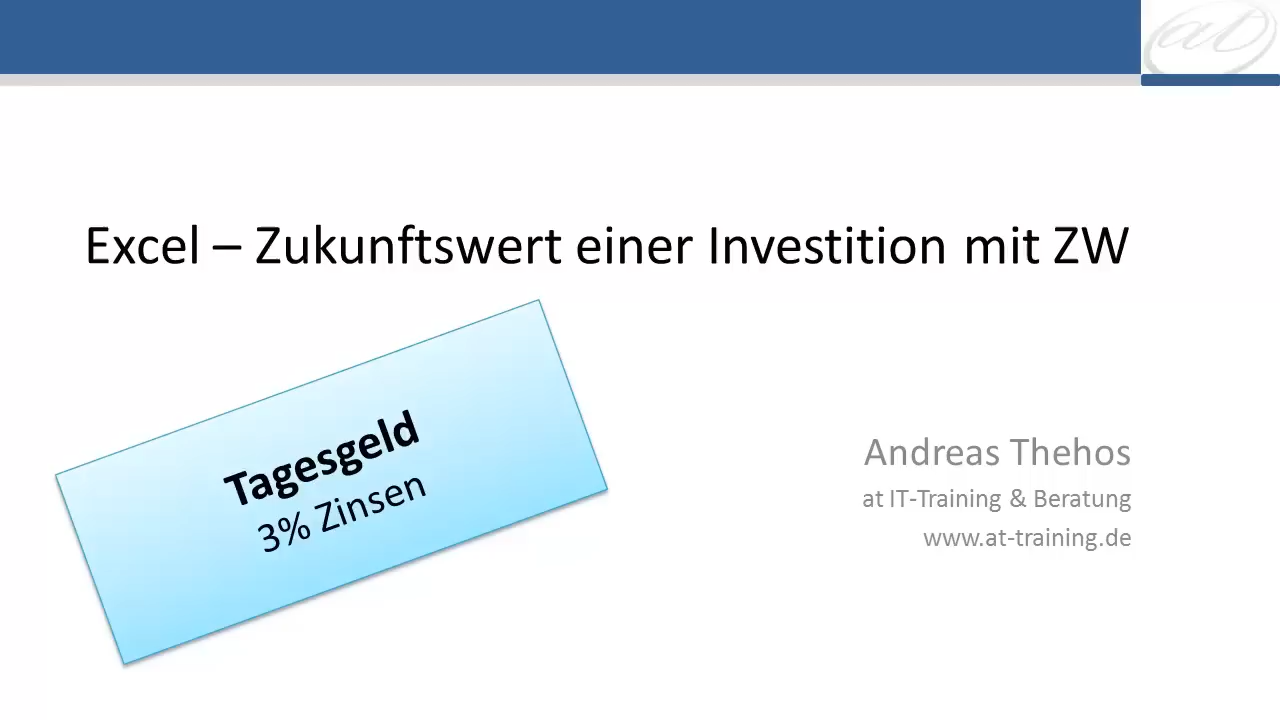 at
Excel – Zukunftswert einer Investition mit ZW
Tagesgeld
3% Zinsen
Andreas Thehos
at IT-Training & Beratung
www.at-training.de